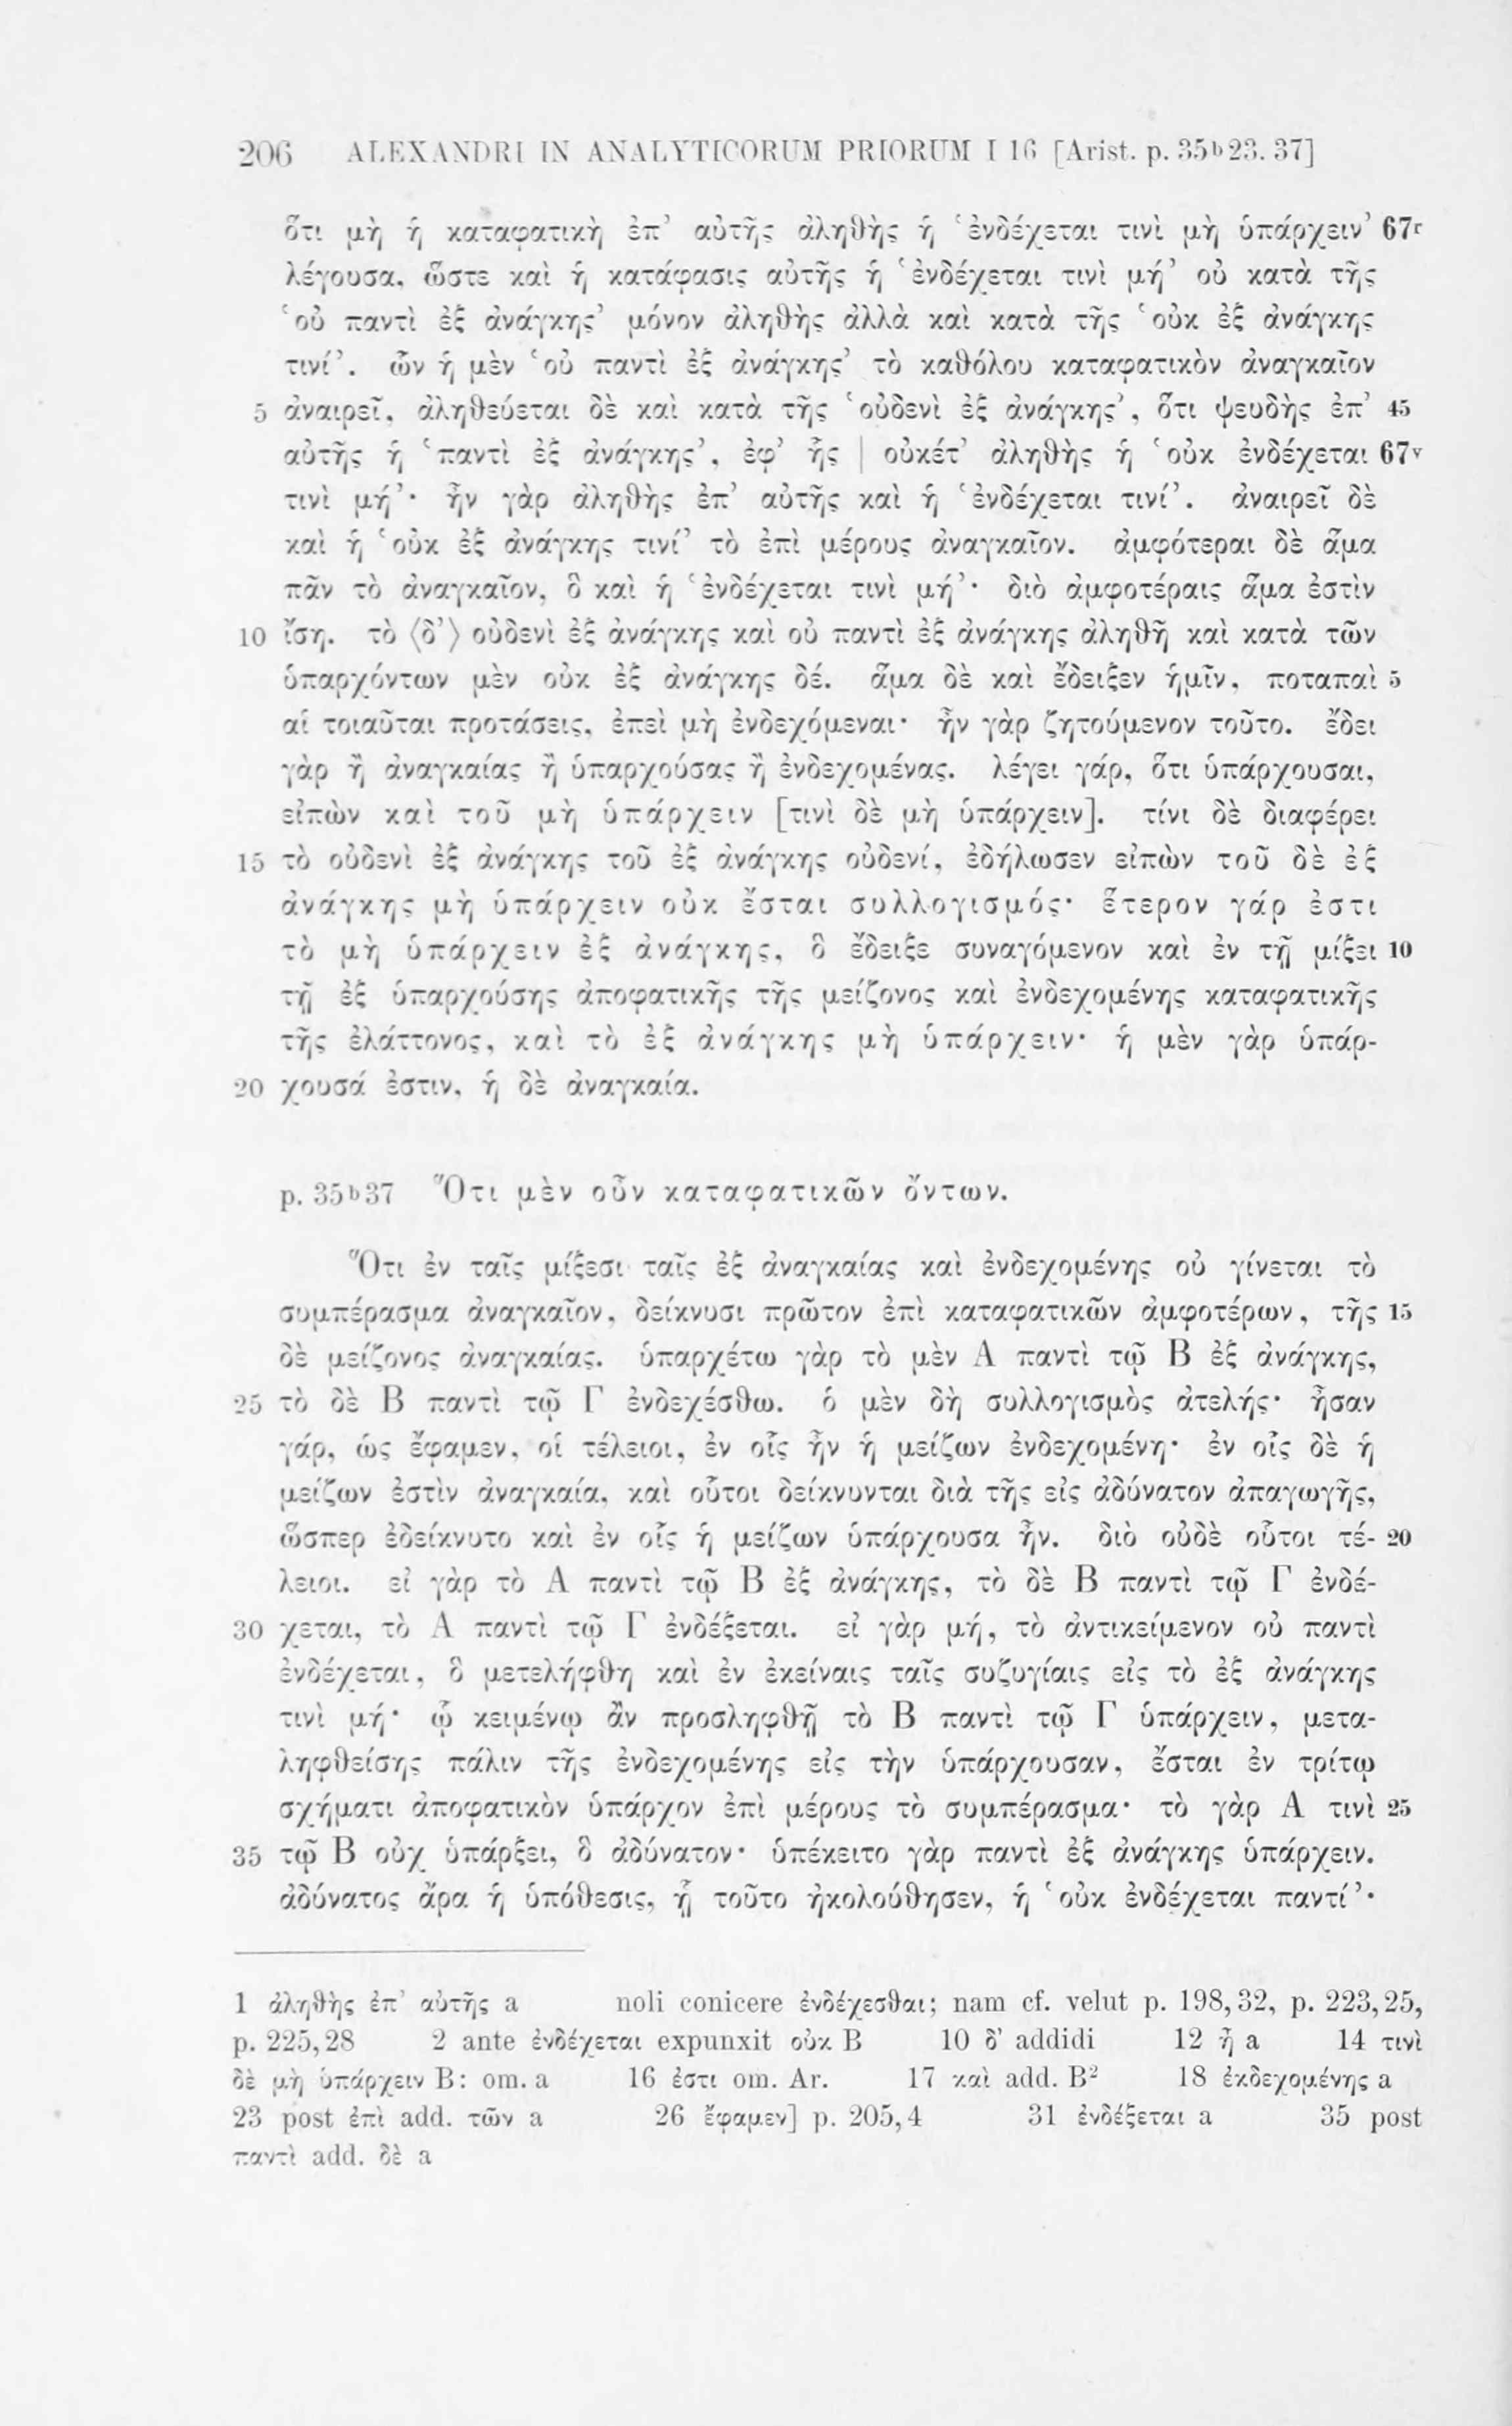 206 ALEXANDRI IN ANALYTICORUM PRIORUM I 16 [Arist. p. 35ᵇ23. 37]
ὅτι μὴ ἡ καταφατικὴ ἐπ’ αὐτῆς ἀληθὴς ἡ ‘ἐνδέχεται τινὶ μὴ ὑπάρχειν’ 67ʳ
λέγουσα, ὥστε καὶ ἡ κατάφασις αὐτῆς ἡ ‘ἐνδέχεται τινὶ μή’ οὐ κατὰ τῆς
‘οὐ παντὶ ἐξ ἀνάγκης’ μόνον ἀληθὴς ἀλλὰ καὶ κατὰ τῆς ‘οὐκ ἐξ ἀνάγκης
τινί’. ὧν ἡ μὲν ‘οὐ παντὶ ἐξ ἀνάγκης’ τὸ καθόλου καταφατικὸν ἀναγκαῖον
5 ἀναιρεῖ, ἀληθεύεται δὲ καὶ κατὰ τῆς ‘οὐδενὶ ἐξ ἀνάγκης’, ὅτι ψευδὴς ἐπ’ 45
αὐτῆς ἡ ‘παντὶ ἐξ ἀνάγκης’, ἐφ’ ἧς | οὐκέτ’ ἀληθὴς ἡ ‘οὐκ ἐνδέχεται 67ᵛ
τινὶ μή’· ἦν γὰρ ἀληθὴς ἐπ’ αὐτῆς καὶ ἡ ‘ἐνδέχεται τινί’. ἀναιρεῖ δὲ
καὶ ἡ ‘οὐκ ἐξ ἀνάγκης τινί’ τὸ ἐπὶ μέρους ἀναγκαῖον. ἀμφότεραι δὲ ἅμα
πᾶν τὸ ἀναγκαῖον, ὃ καὶ ἡ ‘ἐνδέχεται τινὶ μή’· διὸ ἀμφοτέραις ἅμα ἐστὶν
10 ἴση. τὸ ⟨δ’⟩ οὐδενὶ ἐξ ἀνάγκης καὶ οὐ παντὶ ἐξ ἀνάγκης ἀληθῆ καὶ κατὰ τῶν
ὑπαρχόντων μὲν οὐκ ἐξ ἀνάγκης δέ. ἅμα δὲ καὶ ἔδειξεν ἡμῖν, ποταπαὶ 5
αἱ τοιαῦται προτάσεις, ἐπεὶ μὴ ἐνδεχόμεναι· ἦν γὰρ ζητούμενον τοῦτο. ἔδει
γὰρ ἢ ἀναγκαίας ἢ ὑπαρχούσας ἢ ἐνδεχομένας. λέγει γάρ, ὅτι ὑπάρχουσαι,
εἰπὼν καὶ τοῦ μὴ ὑπάρχειν [τινὶ δὲ μὴ ὑπάρχειν]. τίνι δὲ διαφέρει
15 τὸ οὐδενὶ ἐξ ἀνάγκης τοῦ ἐξ ἀνάγκης οὐδενί, ἐδήλωσεν εἰπὼν τοῦ δὲ ἐξ
ἀνάγκης μὴ ὑπάρχειν οὐκ ἔσται συλλογισμός· ἕτερον γάρ ἐστι
τὸ μὴ ὑπάρχειν ἐξ ἀνάγκης, ὃ ἔδειξε συναγόμενον καὶ ἐν τῇ μίξει 10
τῇ ἐξ ὑπαρχούσης ἀποφατικῆς τῆς μείζονος καὶ ἐνδεχομένης καταφατικῆς
τῆς ἐλάττονος, καὶ τὸ ἐξ ἀνάγκης μὴ ὑπάρχειν· ἡ μὲν γὰρ ὑπάρ-
20 χουσά ἐστιν, ἡ δὲ ἀναγκαία.
p. 35ᵇ37 Ὅτι μὲν οὖν καταφατικῶν ὄντων.
Ὅτι ἐν ταῖς μίξεσι ταῖς ἐξ ἀναγκαίας καὶ ἐνδεχομένης οὐ γίνεται τὸ
συμπέρασμα ἀναγκαῖον, δείκνυσι πρῶτον ἐπὶ καταφατικῶν ἀμφοτέρων, τῆς 15
δὲ μείζονος ἀναγκαίας. ὑπαρχέτω γὰρ τὸ μὲν Α παντὶ τῷ Β ἐξ ἀνάγκης,
25 τὸ δὲ Β παντὶ τῷ Γ ἐνδεχέσθω. ὁ μὲν δὴ συλλογισμὸς ἀτελής· ἦσαν
γάρ, ὡς ἔφαμεν, οἱ τέλειοι, ἐν οἷς ἦν ἡ μείζων ἐνδεχομένη· ἐν οἷς δὲ ἡ
μείζων ἐστὶν ἀναγκαία, καὶ οὗτοι δείκνυνται διὰ τῆς εἰς ἀδύνατον ἀπαγωγῆς,
ὥσπερ ἐδείκνυτο καὶ ἐν οἷς ἡ μείζων ὑπάρχουσα ἦν. διὸ οὐδὲ οὗτοι τέ- 20
λειοι. εἰ γὰρ τὸ Α παντὶ τῷ Β ἐξ ἀνάγκης, τὸ δὲ Β παντὶ τῷ Γ ἐνδέ-
30 χεται, τὸ Α παντὶ τῷ Γ ἐνδέξεται. εἰ γὰρ μή, τὸ ἀντικείμενον οὐ παντὶ
ἐνδέχεται, ὃ μετελήφθη καὶ ἐν ἐκείναις ταῖς συζυγίαις εἰς τὸ ἐξ ἀνάγκης
τινὶ μή· ᾧ κειμένῳ ἂν προσληφθῇ τὸ Β παντὶ τῷ Γ ὑπάρχειν, μετα-
ληφθείσης πάλιν τῆς ἐνδεχομένης εἰς τὴν ὑπάρχουσαν, ἔσται ἐν τρίτῳ
σχήματι ἀποφατικὸν ὑπάρχον ἐπὶ μέρους τὸ συμπέρασμα· τὸ γὰρ Α τινὶ 25
35 τῷ Β οὐχ ὑπάρξει, ὃ ἀδύνατον· ὑπέκειτο γὰρ παντὶ ἐξ ἀνάγκης ὑπάρχειν.
ἀδύνατος ἄρα ἡ ὑπόθεσις, ᾗ τοῦτο ἠκολούθησεν, ἡ ‘οὐκ ἐνδέχεται παντί’·
1 ἀληθὴς ἐπ’ αὐτῆς a noli conicere ἐνδέχεσθαι; nam cf. velut p. 198,32, p. 223,25,
p. 225,28 2 ante ἐνδέχεται expunxit οὐκ B 10 δ’ addidi 12 ἢ a 14 τινὶ
δὲ μὴ ὑπάρχειν B: om. a 16 ἐστι om. Ar. 17 καὶ add. B² 18 ἐκδεχομένης a
23 post ἐπὶ add. τῶν a 26 ἔφαμεν] p. 205,4 31 ἐνδέξεται a 35 post
παντὶ add. δὲ a